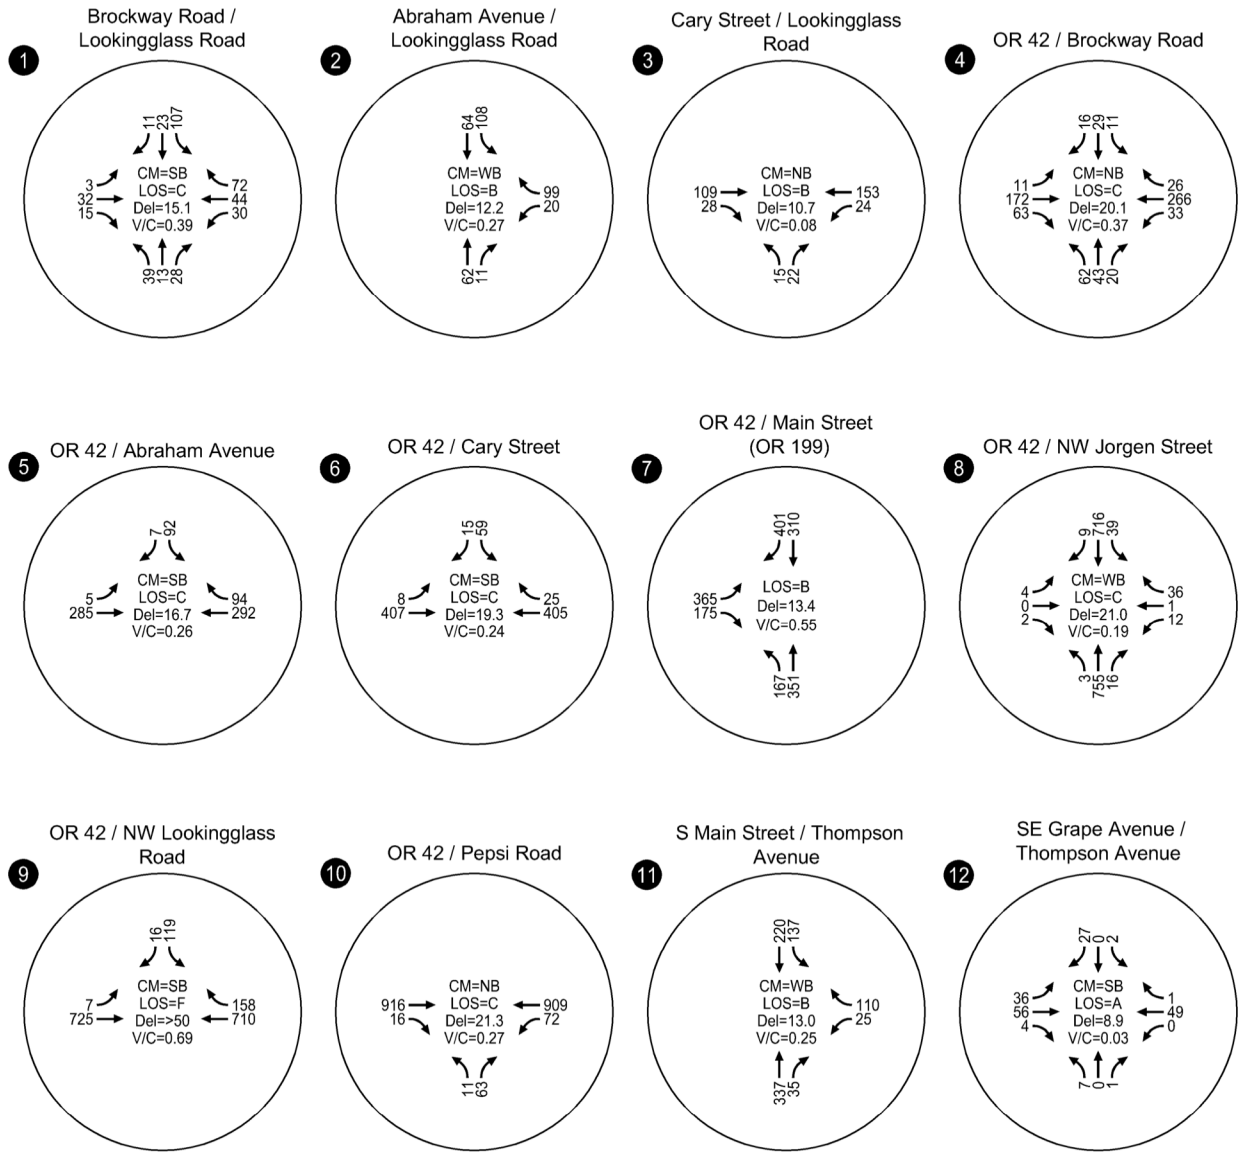 1
Brockway Road /
Lookingglass Road
11 23 107
3
32
15
CM=SB
LOS=C
Del=15.1
V/C=0.39
72
44
30
39 13 28
2
Abraham Avenue /
Lookingglass Road
64 108
CM=WB
LOS=B
Del=12.2
V/C=0.27
99
20
62 11
3
Cary Street / Lookingglass
Road
109
28
CM=NB
LOS=B
Del=10.7
V/C=0.08
153
24
15 22
4
OR 42 / Brockway Road
16 29 11
11
172
63
CM=NB
LOS=C
Del=20.1
V/C=0.37
26
266
33
62 43 20
5
OR 42 / Abraham Avenue
7 92
5
285
CM=SB
LOS=C
Del=16.7
V/C=0.26
94
292
6
OR 42 / Cary Street
15 59
8
407
CM=SB
LOS=C
Del=19.3
V/C=0.24
25
405
7
OR 42 / Main Street
(OR 199)
401 310
365
175
LOS=B
Del=13.4
V/C=0.55
167 351
8
OR 42 / NW Jorgen Street
9 716 39
4
0
2
CM=WB
LOS=C
Del=21.0
V/C=0.19
36
1
12
3 755 16
9
OR 42 / NW Lookingglass
Road
16 119
7
725
CM=SB
LOS=F
Del=>50
V/C=0.69
158
710
10
OR 42 / Pepsi Road
916
16
CM=NB
LOS=C
Del=21.3
V/C=0.27
909
72
11 63
11
S Main Street / Thompson
Avenue
220 137
CM=WB
LOS=B
Del=13.0
V/C=0.25
110
25
337 35
12
SE Grape Avenue /
Thompson Avenue
27 0 2
36
56
4
CM=SB
LOS=A
Del=8.9
V/C=0.03
1
49
0
7 0 1